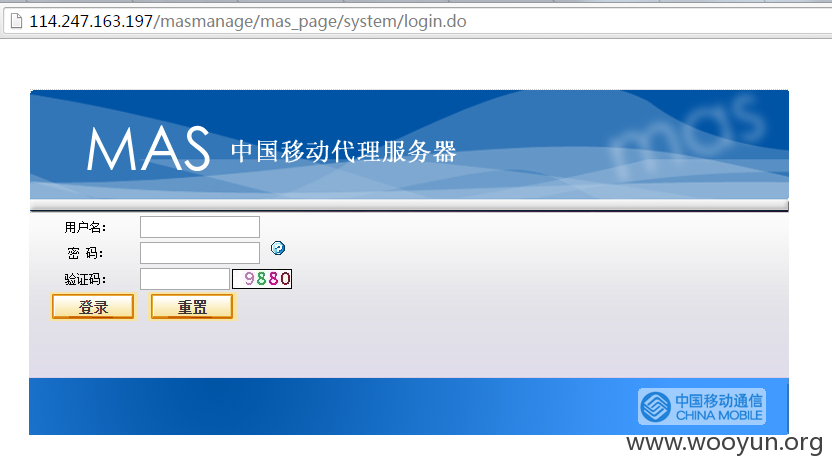 114.247.163.197/masmanage/mas_page/system/login.do
mas
MAS 中国移动代理服务器
用户名:
密 码:
验证码: 9880
登录 重置
中国移动通信
CHINA MOBILE
www.wooyun.org